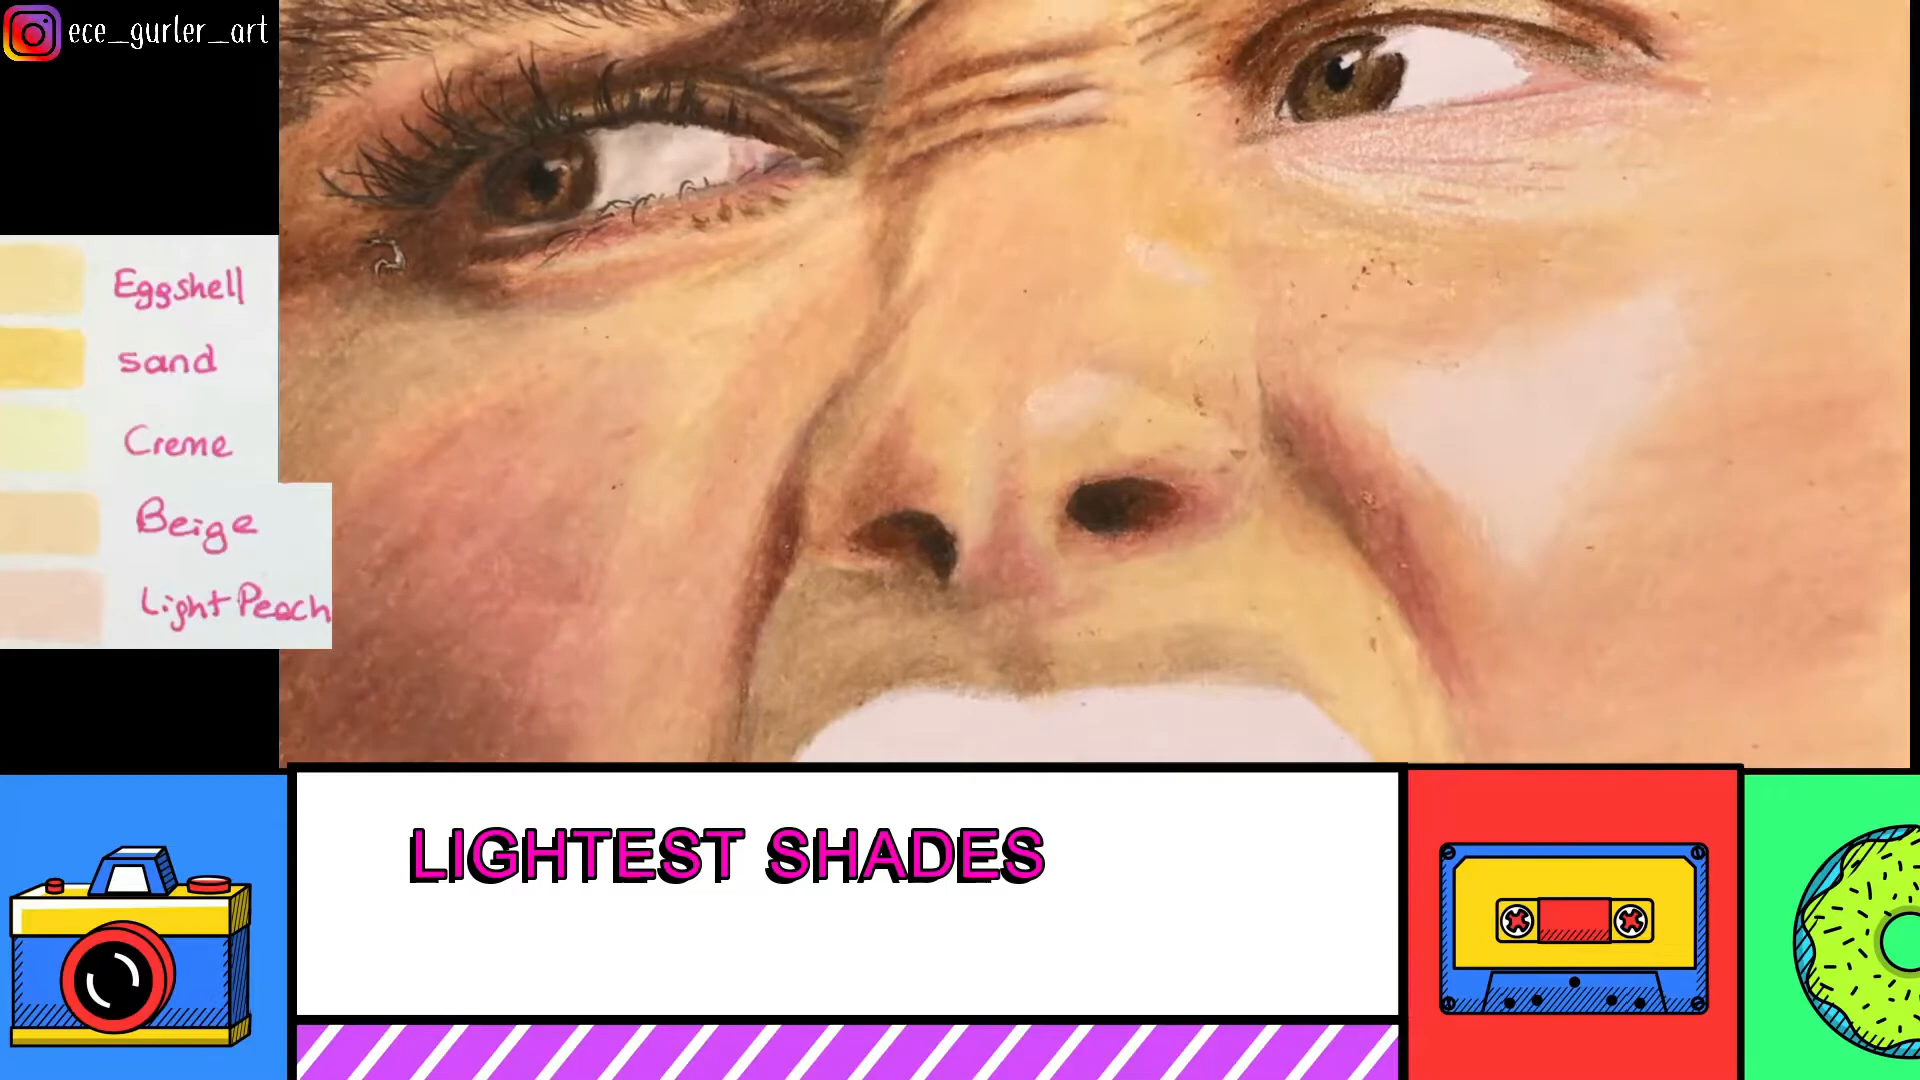 ece_gurler_art
Eggshell
sand
Creme
Beige
Light Peach
LIGHTEST SHADES